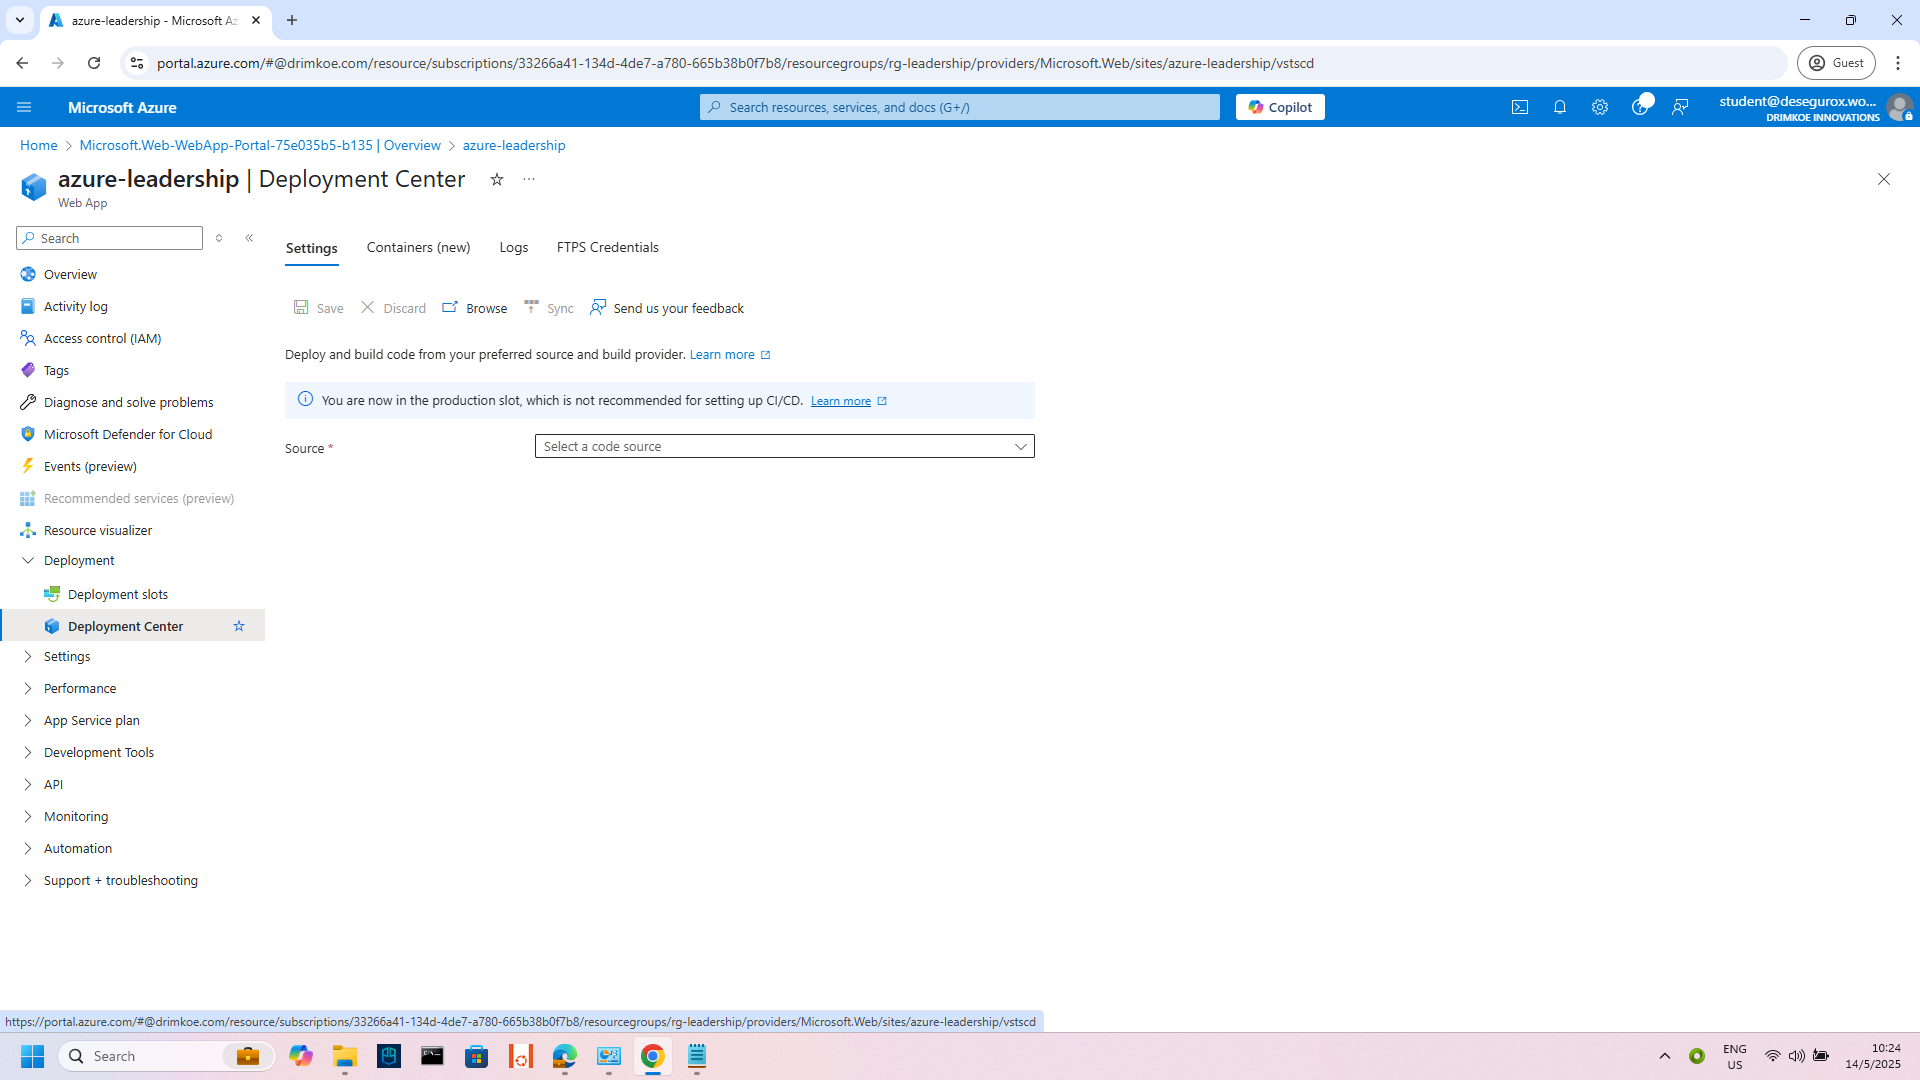 azure-leadership - Microsoft Az
portal.azure.com/#@drimkoe.com/resource/subscriptions/33266a41-134d-4de7-a780-665b38b0f7b8/resourcegroups/rg-leadership/providers/Microsoft.Web/sites/azure-leadership/vstscd
Guest
Microsoft Azure
Search resources, services, and docs (G+/)
Copilot
student@desegurox.wo...
DRIMKOE INNOVATIONS
Home > Microsoft.Web-WebApp-Portal-75e035b5-b135 | Overview > azure-leadership
azure-leadership | Deployment Center
Web App
Search
Overview
Activity log
Access control (IAM)
Tags
Diagnose and solve problems
Microsoft Defender for Cloud
Events (preview)
Recommended services (preview)
Resource visualizer
Deployment
Deployment slots
Deployment Center
Settings
Performance
App Service plan
Development Tools
API
Monitoring
Automation
Support + troubleshooting
Settings Containers (new) Logs FTPS Credentials
Save Discard Browse Sync Send us your feedback
Deploy and build code from your preferred source and build provider. Learn more
You are now in the production slot, which is not recommended for setting up CI/CD. Learn more
Source * Select a code source
https://portal.azure.com/#@drimkoe.com/resource/subscriptions/33266a41-134d-4de7-a780-665b38b0f7b8/resourcegroups/rg-leadership/providers/Microsoft.Web/sites/azure-leadership/vstscd
Search
ENG
US
10:24
14/5/2025